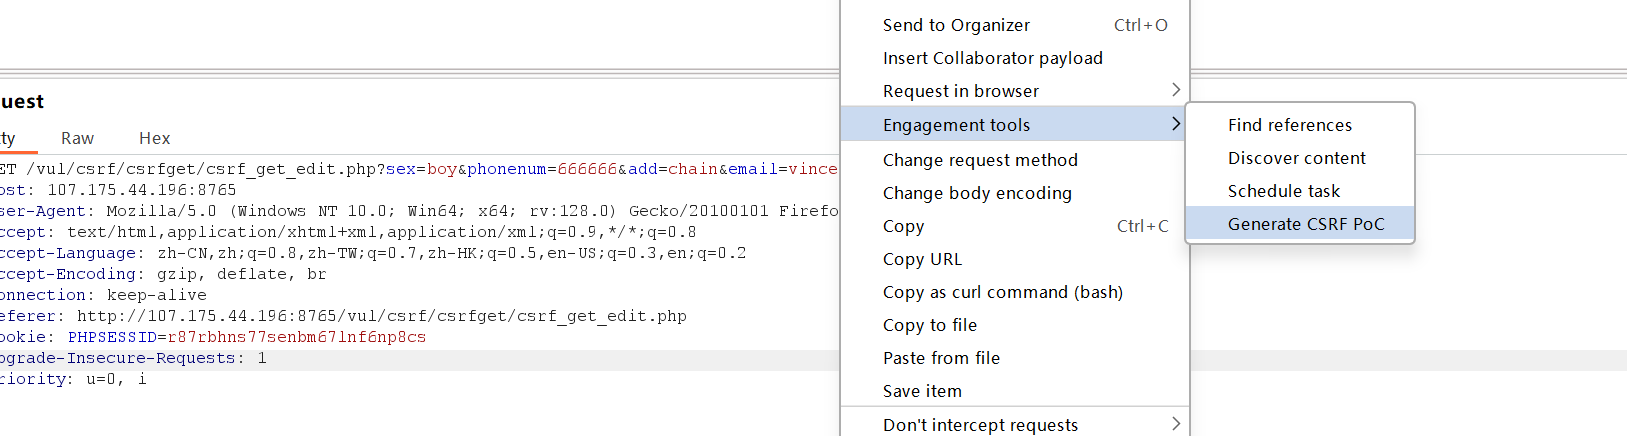 Send to Organizer Ctrl+O
Insert Collaborator payload
Request in browser
Engagement tools
Change request method
Change body encoding
Copy Ctrl+C
Copy URL
Copy as curl command (bash)
Copy to file
Paste from file
Save item
Don't intercept requests
Find references
Discover content
Schedule task
Generate CSRF PoC
uest
ty Raw Hex
ET /vul/csrf/csrfget/csrf_get_edit.php?sex=boy&phonenum=666666&add=chain&email=vince
ost: 107.175.44.196:8765
ser-Agent: Mozilla/5.0 (Windows NT 10.0; Win64; x64; rv:128.0) Gecko/20100101 Firefo
ccept: text/html,application/xhtml+xml,application/xml;q=0.9,*/*;q=0.8
ccept-Language: zh-CN,zh;q=0.8,zh-TW;q=0.7,zh-HK;q=0.5,en-US;q=0.3,en;q=0.2
ccept-Encoding: gzip, deflate, br
onnection: keep-alive
eferer: http://107.175.44.196:8765/vul/csrf/csrfget/csrf_get_edit.php
ookie: PHPSESSID=r87rbhns77senbm67lnf6np8cs
pgrade-Insecure-Requests: 1
riority: u=0, i